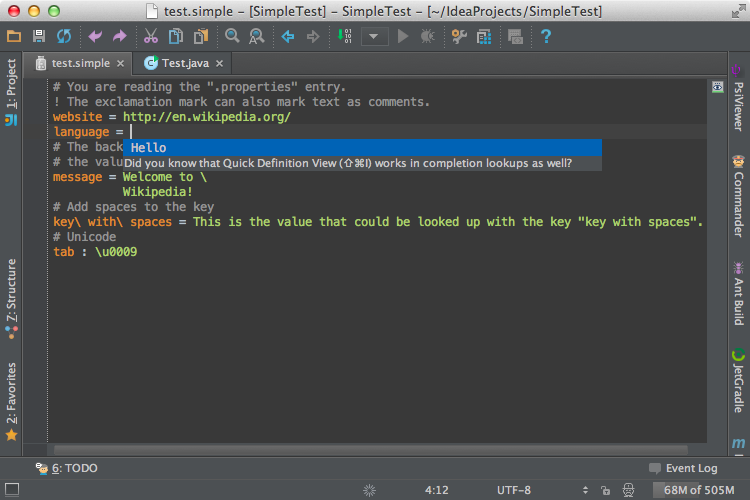 test.simple - [SimpleTest] - SimpleTest - [~/IdeaProjects/SimpleTest]
test.simple
Test.java
1: Project
# You are reading the ".properties" entry.
! The exclamation mark can also mark text as comments.
website = http://en.wikipedia.org/
language =
Hello
# The back
Did you know that Quick Definition View (⇧⌘I) works in completion lookups as well?
# the valu
message = Welcome to \
Wikipedia!
# Add spaces to the key
key\ with\ spaces = This is the value that could be looked up with the key "key with spaces".
# Unicode
tab : \u0009
7: Structure
2: Favorites
PsiViewer
Commander
Ant Build
JetGradle
m
6: TODO
Event Log
4:12
UTF-8
68M of 505M